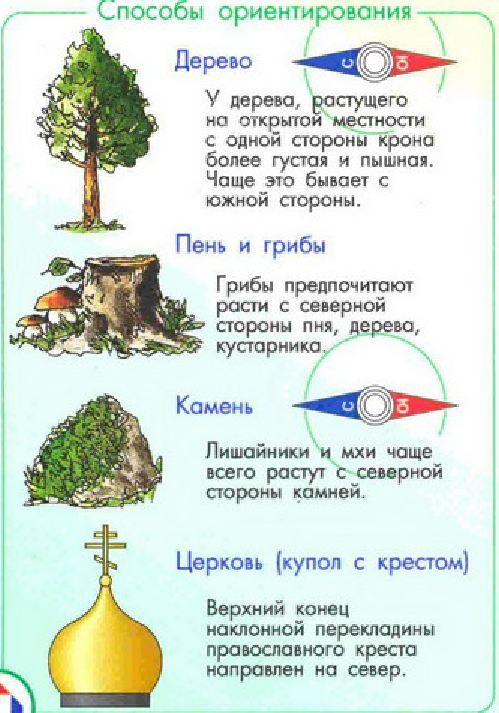 Способы ориентирования
Дерево
С Ю
У дерева, растущего
на открытой местности
с одной стороны крона
более густая и пышная.
Чаще это бывает с
южной стороны.
Пень и грибы
Грибы предпочитают
расти с северной
стороны пня, дерева,
кустарника.
Камень
С Ю
Лишайники и мхи чаще
всего растут с северной
стороны камней.
Церковь (купол с крестом)
Верхний конец
наклонной перекладины
православного креста
направлен на север.